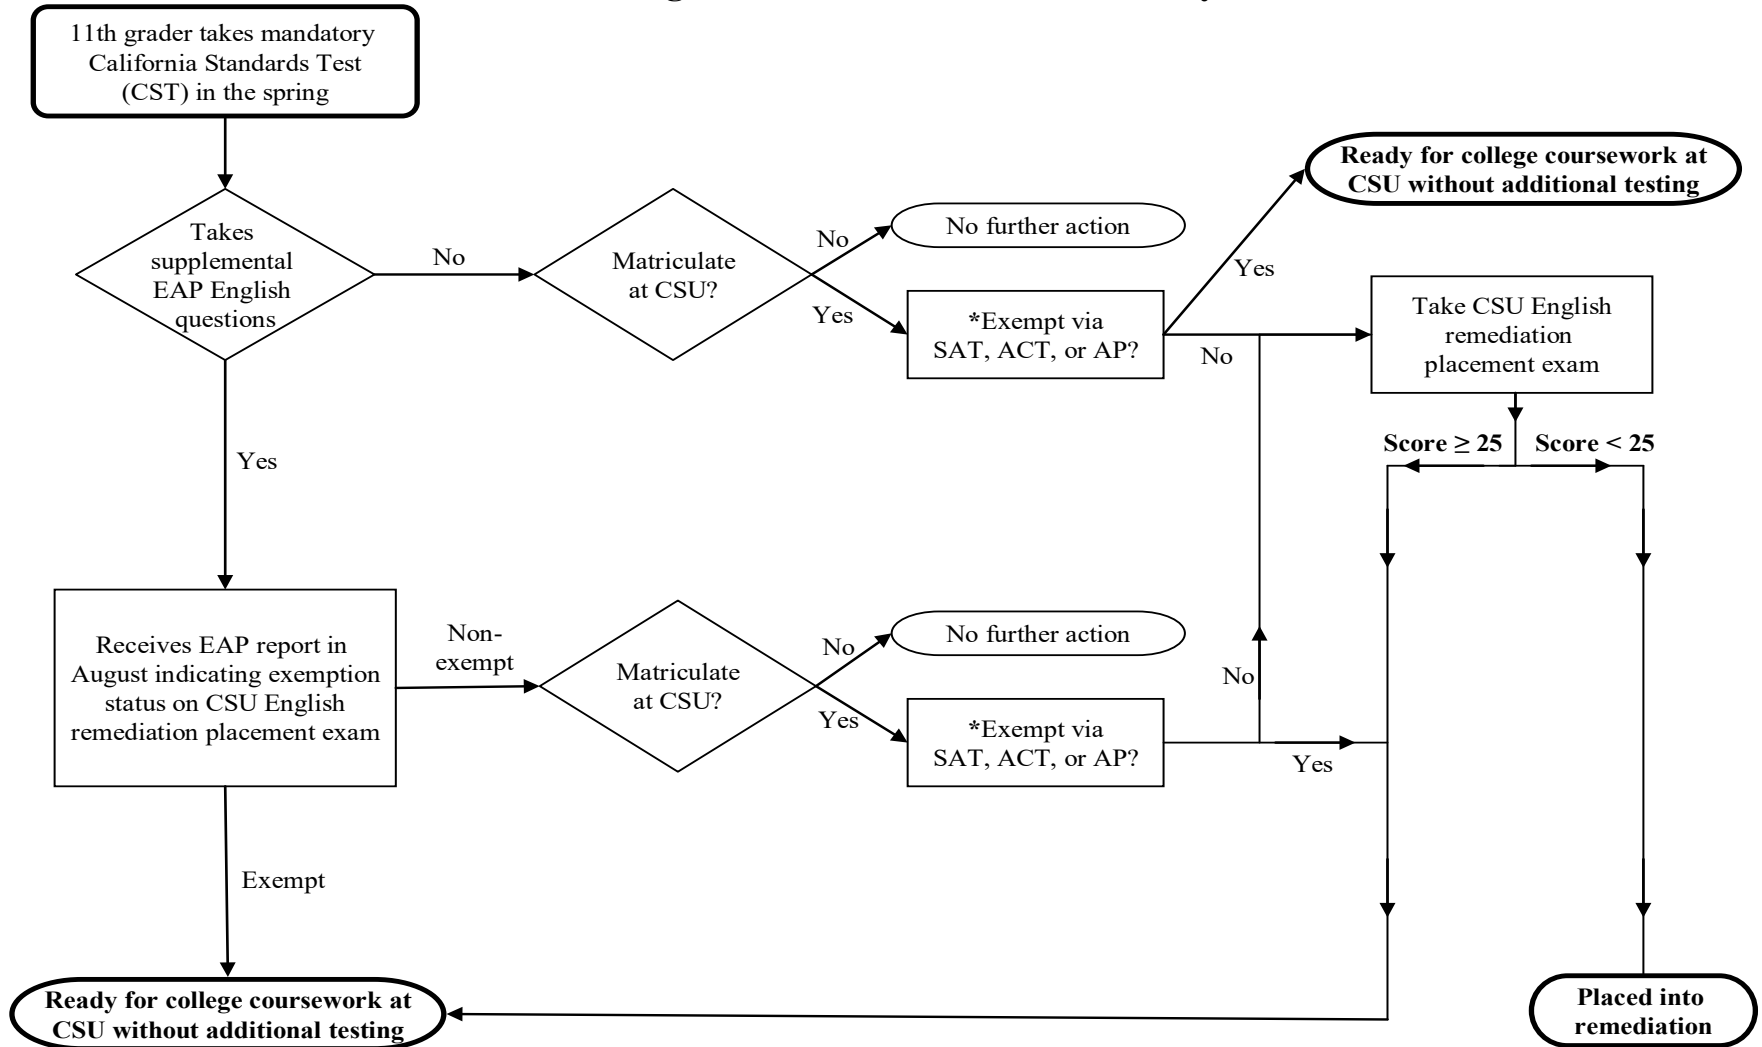 11th grader takes mandatory
California Standards Test
(CST) in the spring
Takes
supplemental
EAP English
questions
No
Matriculate
at CSU?
No
No further action
Yes
*Exempt via
SAT, ACT, or AP?
Yes
Ready for college coursework at
CSU without additional testing
No
Take CSU English
remediation
placement exam
Score ≥ 25
Score < 25
Yes
Receives EAP report in
August indicating exemption
status on CSU English
remediation placement exam
Non-
exempt
Matriculate
at CSU?
No
No further action
Yes
*Exempt via
SAT, ACT, or AP?
No
Yes
Exempt
Ready for college coursework at
CSU without additional testing
Placed into
remediation